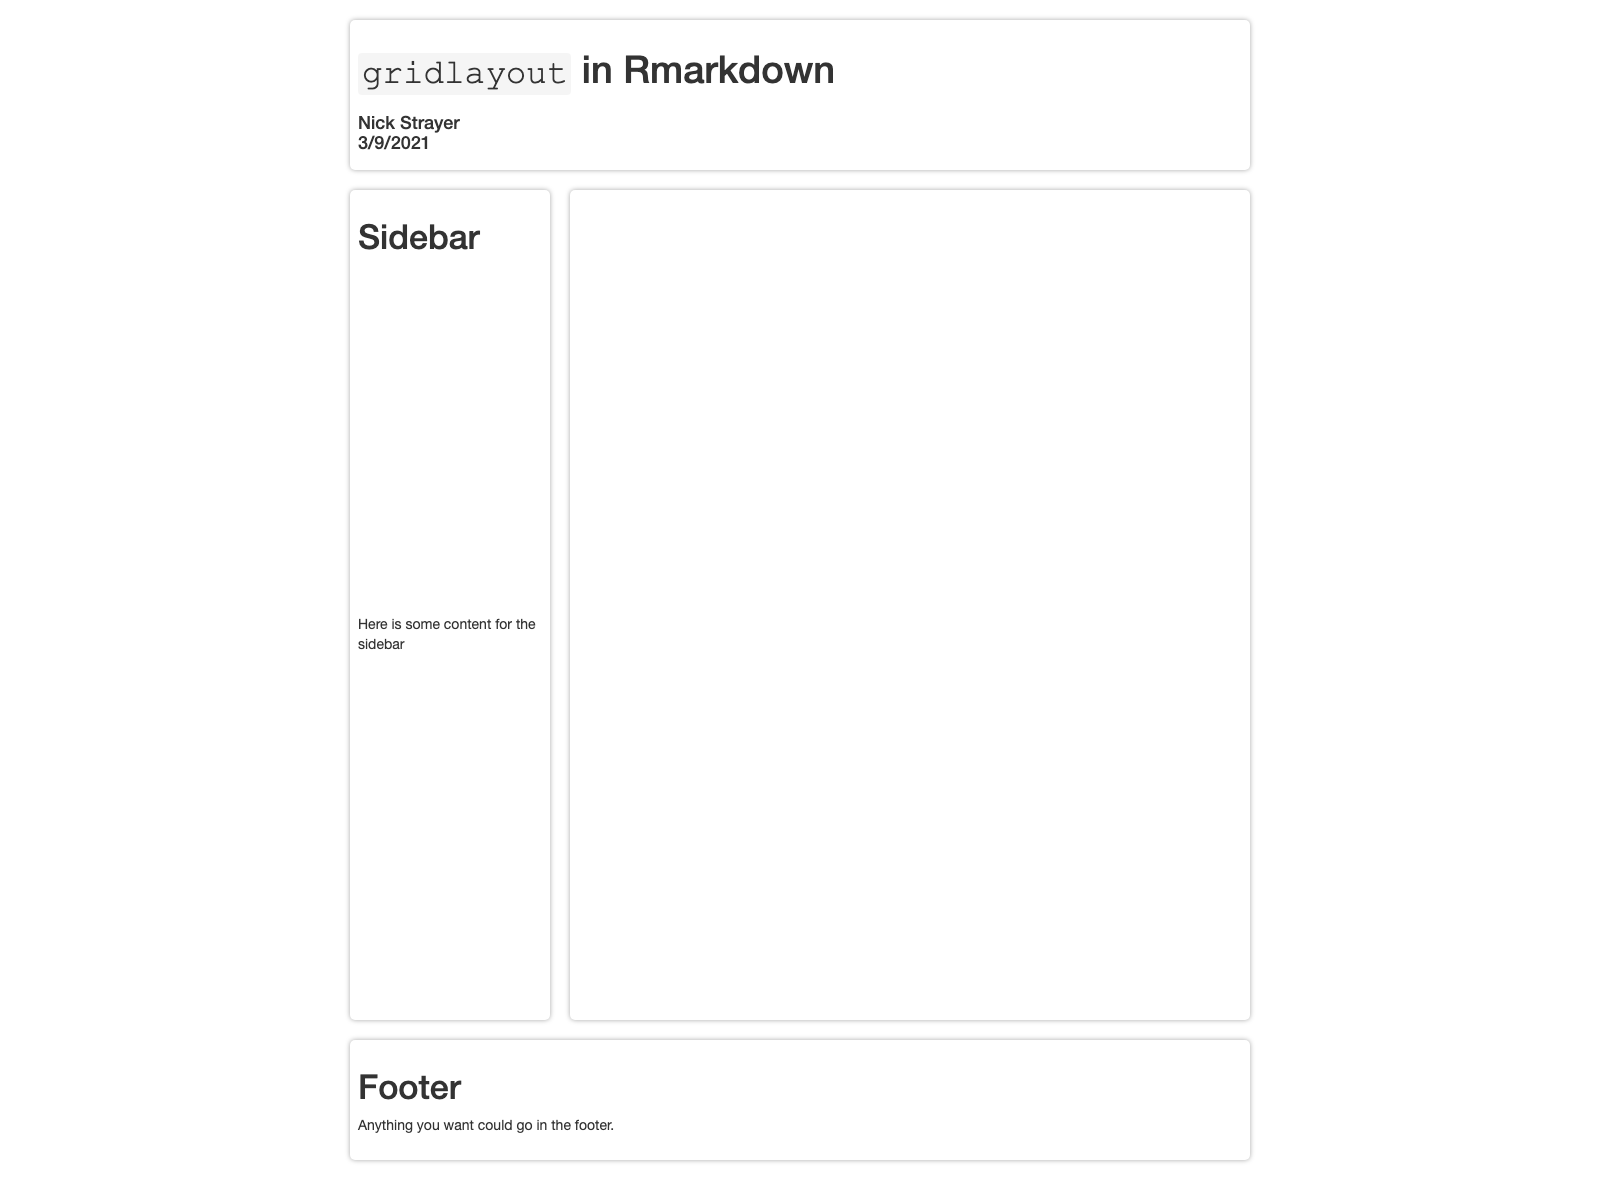 gridlayout in Rmarkdown
Nick Strayer
3/9/2021
Sidebar
Here is some content for the
sidebar
Footer
Anything you want could go in the footer.